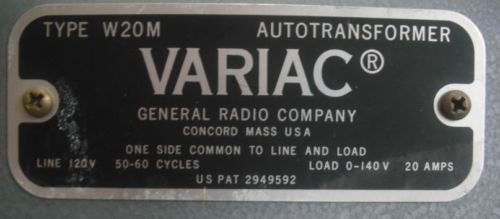 TYPE W20M AUTOTRANSFORMER
VARIAC®
GENERAL RADIO COMPANY
CONCORD MASS USA
ONE SIDE COMMON TO LINE AND LOAD
LINE 120V 50-60 CYCLES LOAD 0-140V 20 AMPS
US PAT 2949592